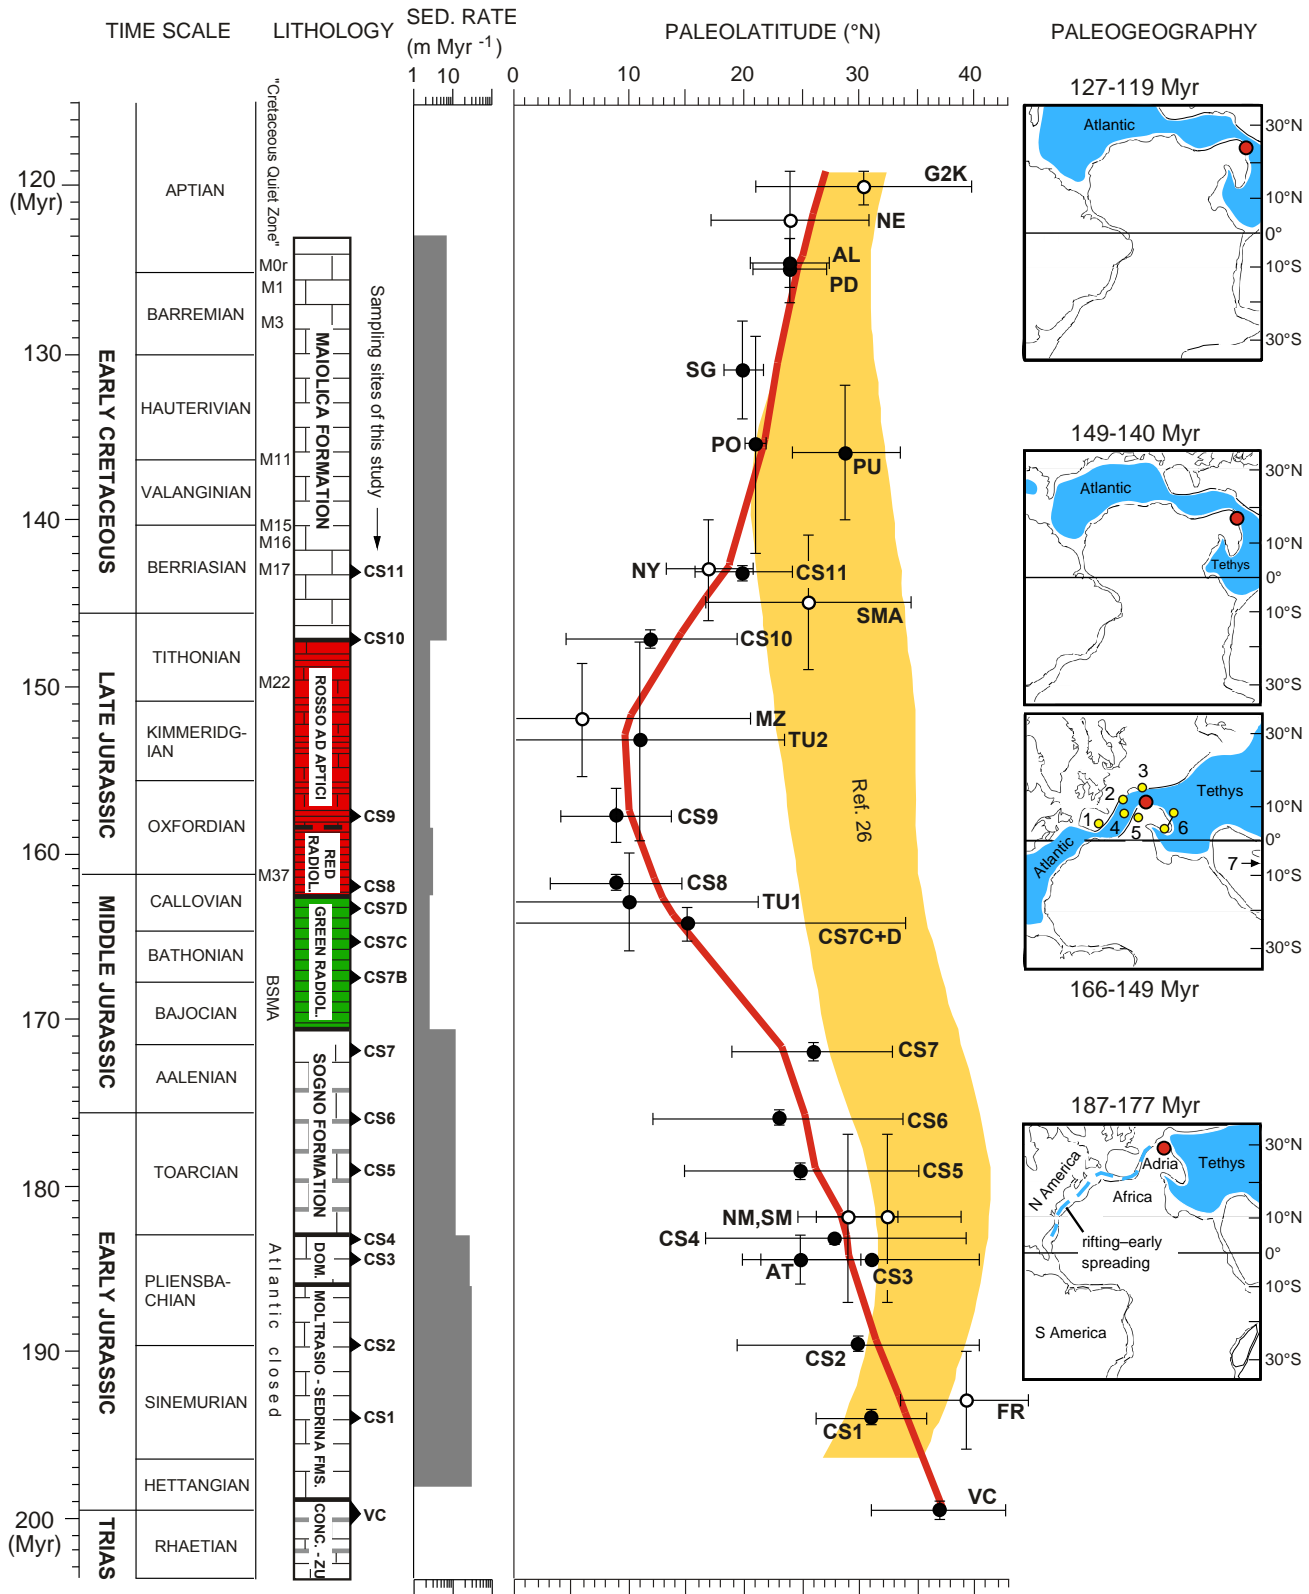 TIME SCALE
LITHOLOGY
SED. RATE
(m Myr -1)
PALEOLATITUDE (°N)
PALEOGEOGRAPHY
1 10
0 10 20 30 40
120
(Myr)
130
140
150
160
170
180
190
200
(Myr)
EARLY CRETACEOUS
LATE JURASSIC
MIDDLE JURASSIC
EARLY JURASSIC
TRIAS
APTIAN
BARREMIAN
HAUTERIVIAN
VALANGINIAN
BERRIASIAN
TITHONIAN
KIMMERIDG-
IAN
OXFORDIAN
CALLOVIAN
BATHONIAN
BAJOCIAN
AALENIAN
TOARCIAN
PLIENSBA-
CHIAN
SINEMURIAN
HETTANGIAN
RHAETIAN
"Cretaceous Quiet Zone"
M0r
M1
M3
M11
M15
M16
M17
M22
M37
BSMA
Atlantic closed
MAIOLICA FORMATION
ROSSO AD APTICI
RED
RADIOL.
GREEN RADIOL.
SOGNO FORMATION
DOM.
MOLTRASIO - SEDRINA FMS.
CONC. - ZU
Sampling sites of this study
CS11
CS10
CS9
CS8
CS7D
CS7C
CS7B
CS7
CS6
CS5
CS4
CS3
CS2
CS1
VC
G2K
NE
AL
PD
SG
PO
PU
NY
CS11
SMA
CS10
MZ
TU2
CS9
CS8
TU1
CS7C+D
CS7
CS6
CS5
NM,SM
CS4
AT
CS3
CS2
FR
CS1
VC
Ref. 26
127-119 Myr
Atlantic
30°N
10°N
0°
10°S
30°S
149-140 Myr
Atlantic
Tethys
30°N
10°N
0°
10°S
30°S
Atlantic
Tethys
1
2
3
4
5
6
7
30°N
10°N
0°
10°S
30°S
166-149 Myr
187-177 Myr
N America
Adria
Tethys
Africa
rifting–early
spreading
S America
30°N
10°N
0°
10°S
30°S